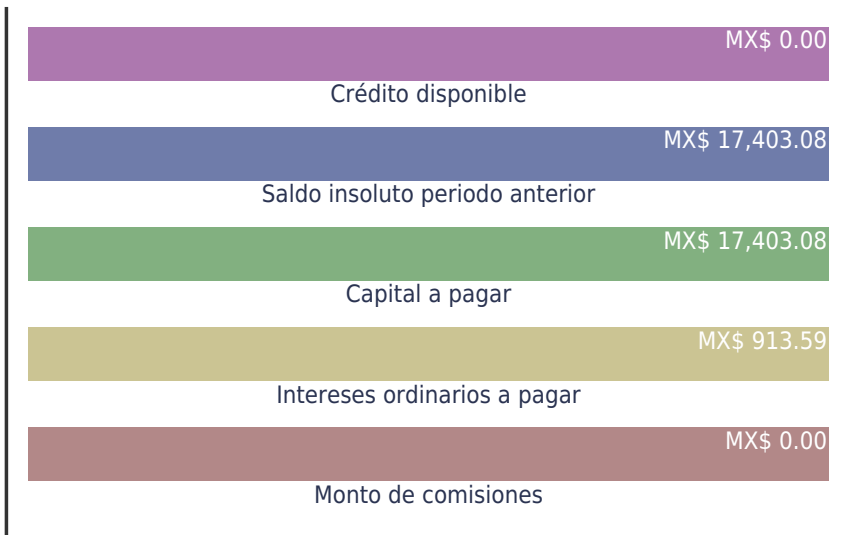 MX$ 0.00
Crédito disponible
MX$ 17,403.08
Saldo insoluto periodo anterior
MX$ 17,403.08
Capital a pagar
MX$ 913.59
Intereses ordinarios a pagar
MX$ 0.00
Monto de comisiones